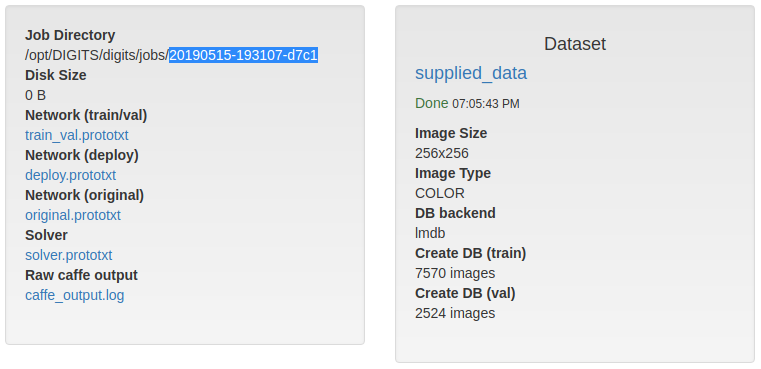 Job Directory
/opt/DIGITS/digits/jobs/20190515-193107-d7c1
Disk Size
0 B
Network (train/val)
train_val.prototxt
Network (deploy)
deploy.prototxt
Network (original)
original.prototxt
Solver
solver.prototxt
Raw caffe output
caffe_output.log
Dataset
supplied_data
Done 07:05:43 PM
Image Size
256x256
Image Type
COLOR
DB backend
lmdb
Create DB (train)
7570 images
Create DB (val)
2524 images